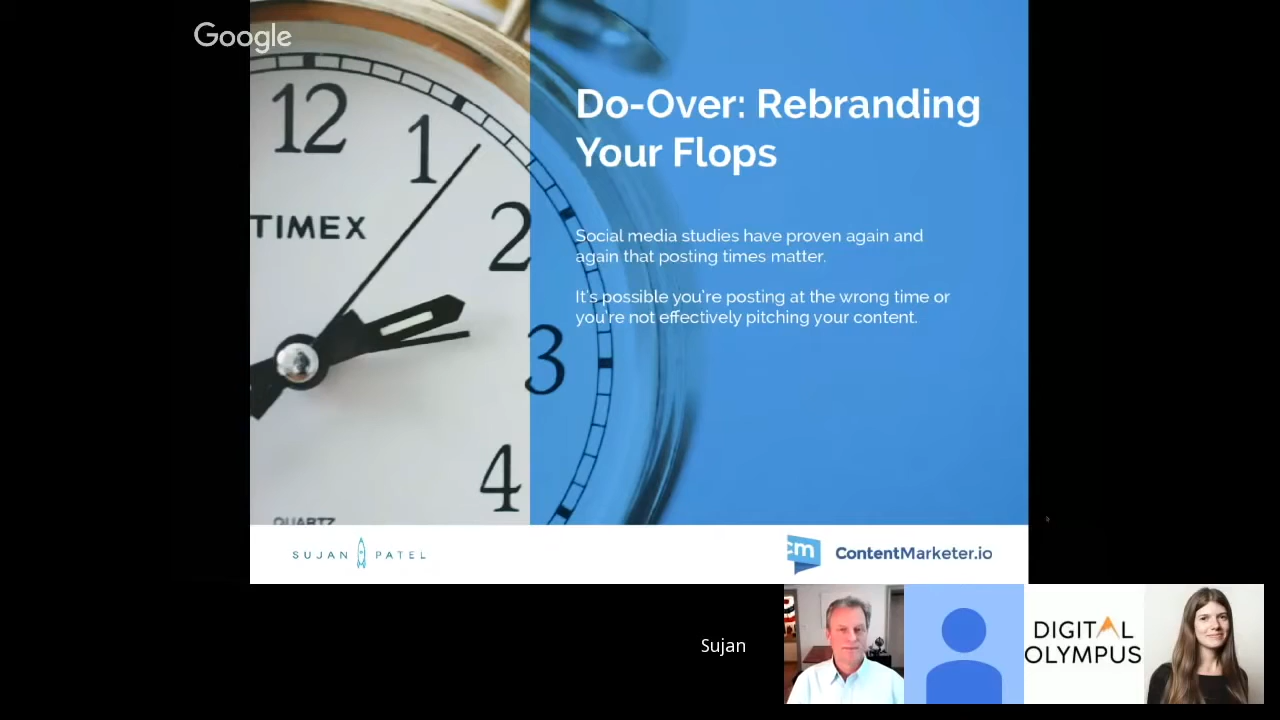 Google
Do-Over: Rebranding
Your Flops
12
1
TIMEX
2
Social media studies have proven again and
again that posting times matter.
It's possible you're posting at the wrong time or
you're not effectively pitching your content.
3
4
QUARTZ
SUJAN PATEL
cm ContentMarketer.io
Sujan
DIGITAL
OLYMPUS